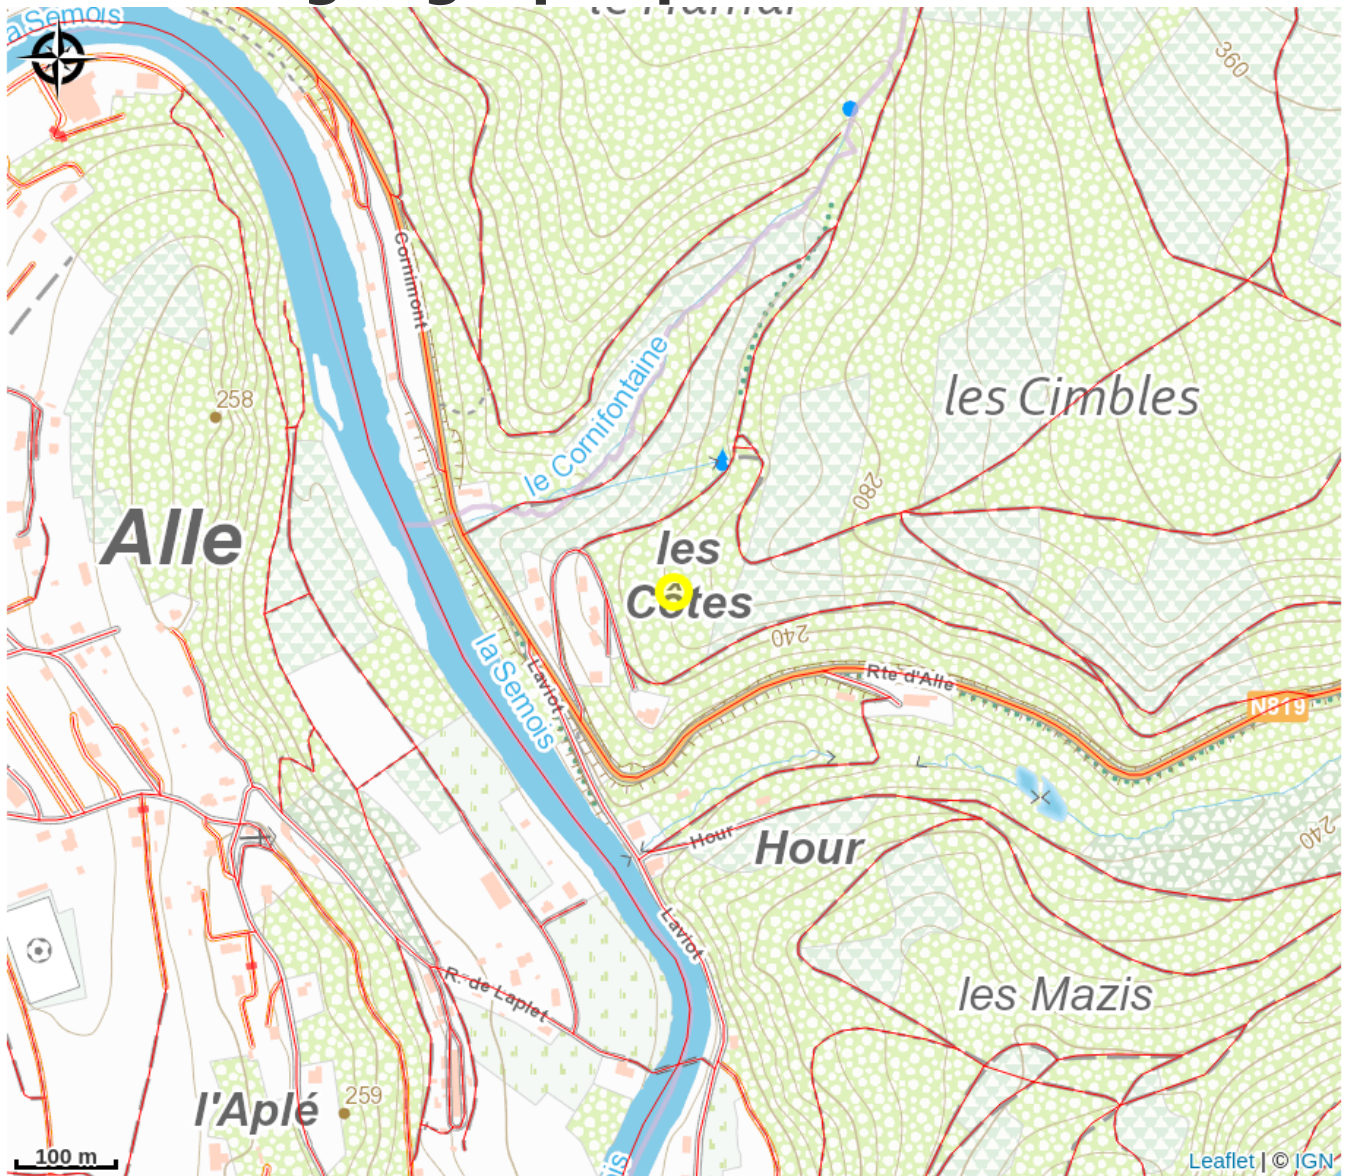 la Semois
360
Cornimont
le Cornifontaine
258
les Cimbles
280
Alle
les
Côtes
240
la Semois
Laviot
Rte d'Alle
N819
Hour
Hour
240
Laviot
R. de Laplet
les Mazis
l'Aplé
259
100 m
Leaflet | © IGN